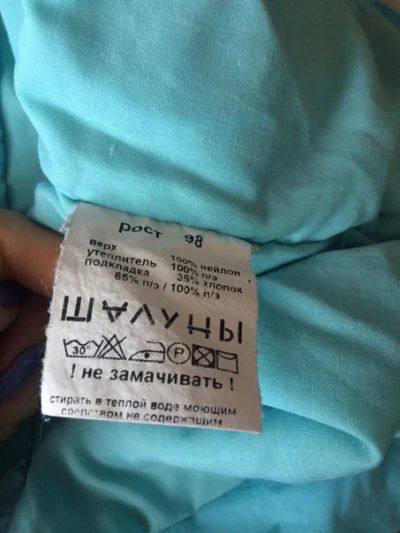 рост 98
верх 100% нейлон
утеплитель 100% п/э
подкладка 35% хлопок
65% п/э / 100% п/э
ШАЛУНЫ
30° P
! не замачивать !
стирать в теплой воде моющим
средством не содержащим